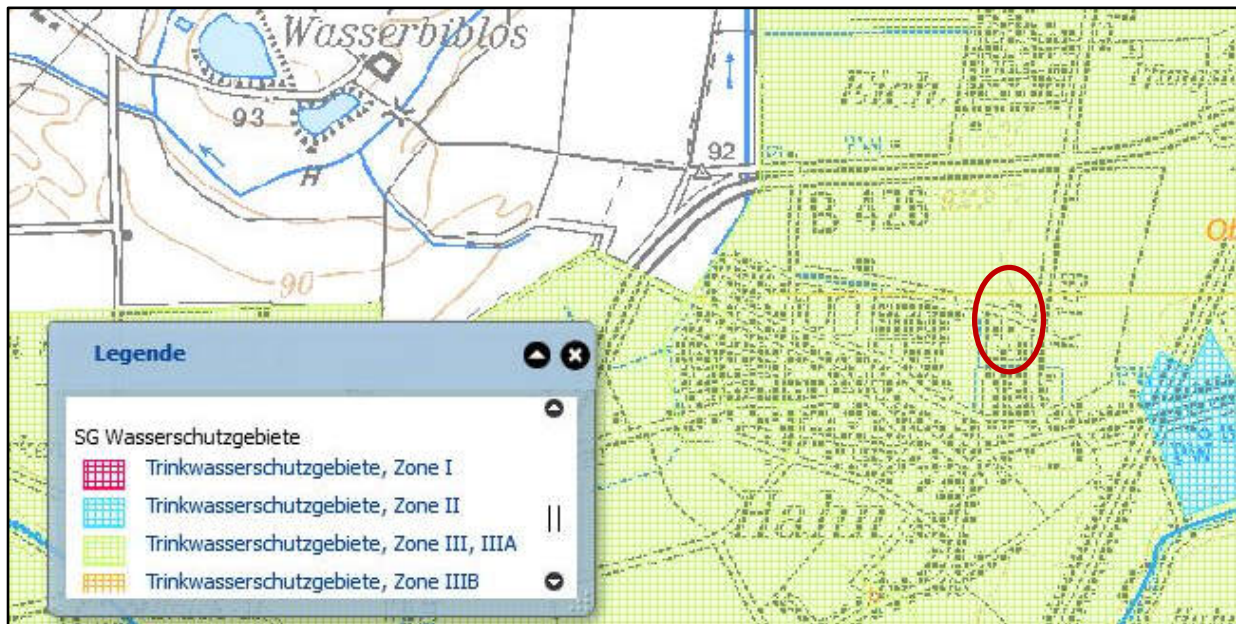 Wasserbiblos
93
H
92
Eich.
PW
B 426
90
Hahn
PW
Legende
SG Wasserschutzgebiete
Trinkwasserschutzgebiete, Zone I
Trinkwasserschutzgebiete, Zone II
Trinkwasserschutzgebiete, Zone III, IIIA
Trinkwasserschutzgebiete, Zone IIIB